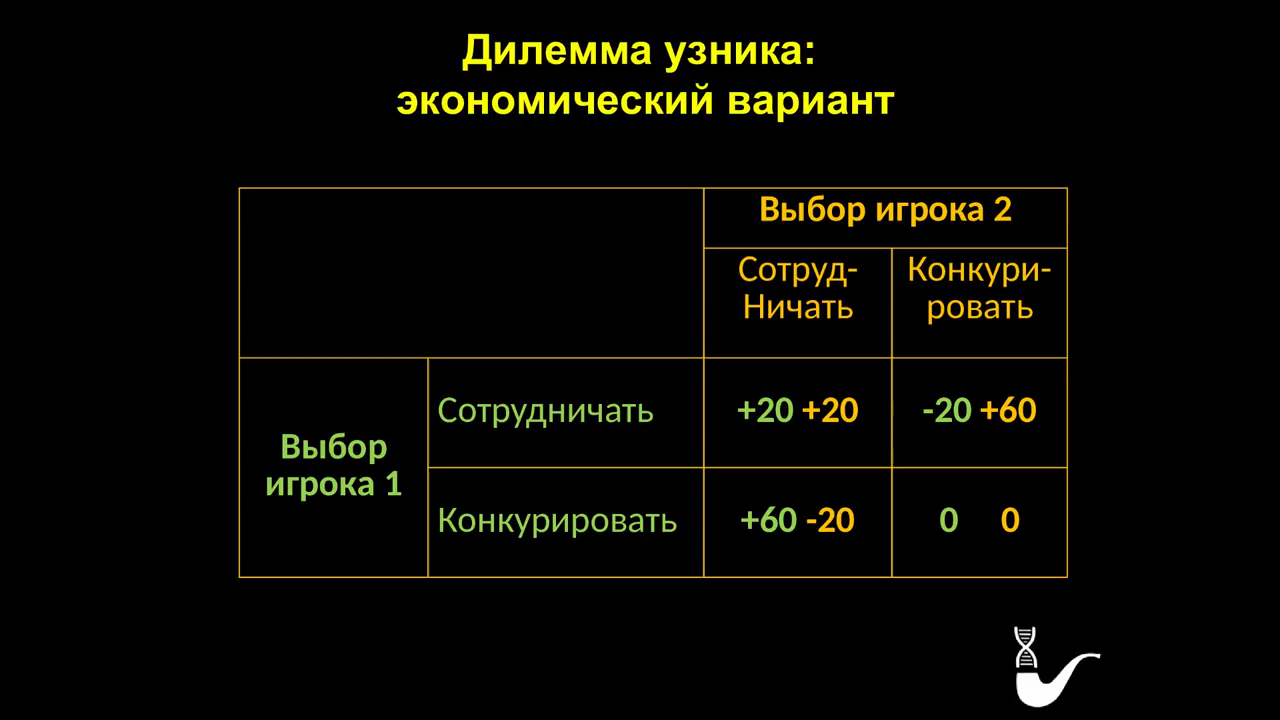 Дилемма узника:
экономический вариант
Выбор игрока 2
Сотруд-
Ничать
Конкури-
ровать
Выбор
игрока 1
Сотрудничать
+20 +20
-20 +60
Конкурировать
+60 -20
0 0